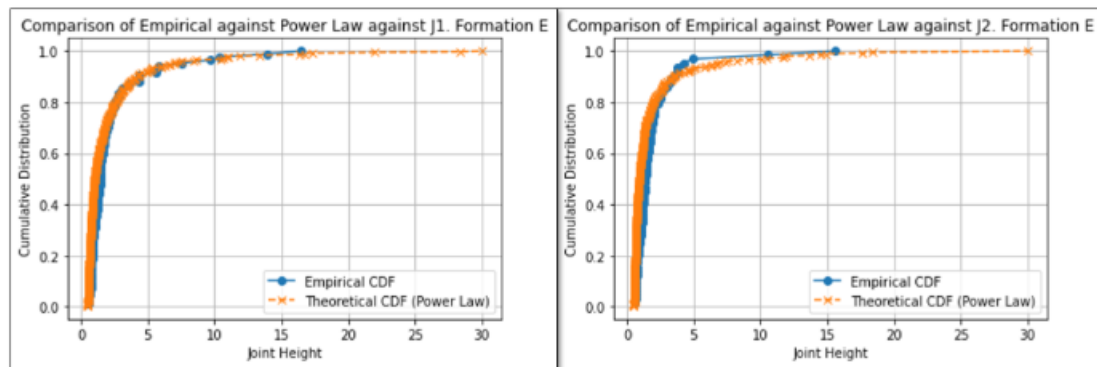 Comparison of Empirical against Power Law against J1. Formation E
1.0
0.8
0.6
0.4
0.2
0.0
Cumulative Distribution
Empirical CDF
Theoretical CDF (Power Law)
0 5 10 15 20 25 30
Joint Height
Comparison of Empirical against Power Law against J2. Formation E
1.0
0.8
0.6
0.4
0.2
0.0
Cumulative Distribution
Empirical CDF
Theoretical CDF (Power Law)
0 5 10 15 20 25 30
Joint Height